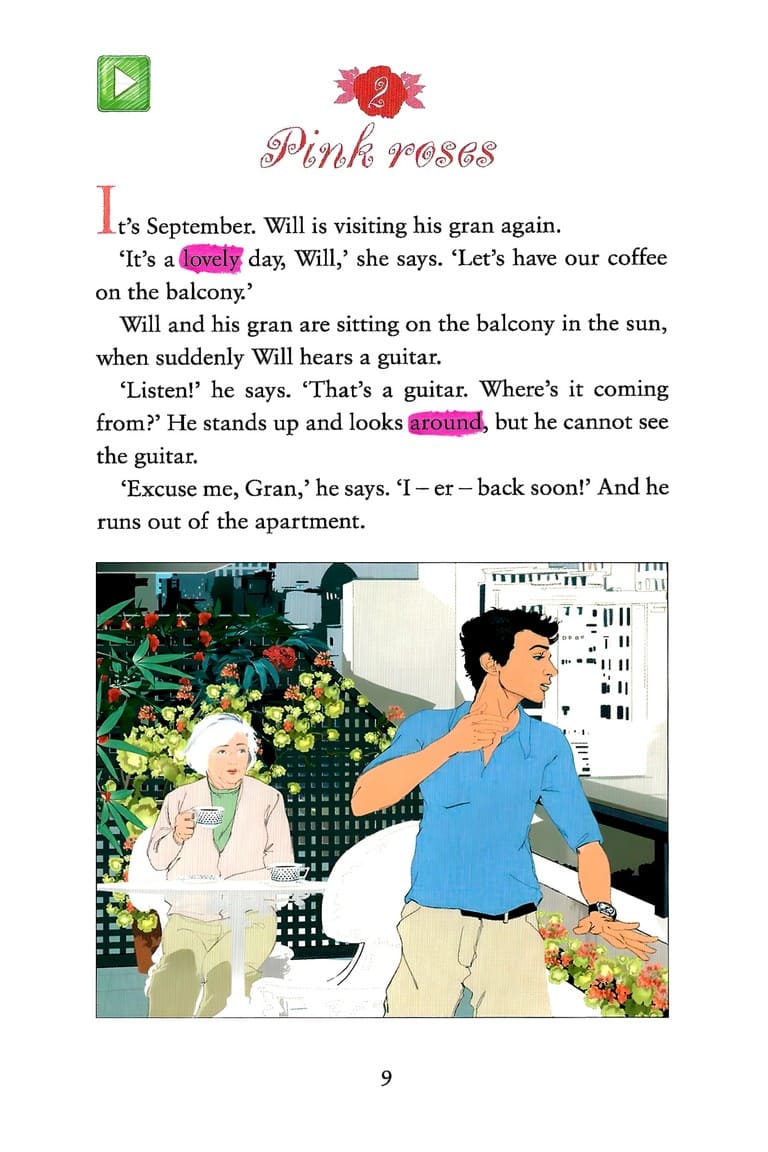 2
Pink roses
It's September. Will is visiting his gran again.
‘It's a lovely day, Will,’ she says. ‘Let's have our coffee
on the balcony.’
Will and his gran are sitting on the balcony in the sun,
when suddenly Will hears a guitar.
‘Listen!’ he says. ‘That's a guitar. Where's it coming
from?’ He stands up and looks around, but he cannot see
the guitar.
‘Excuse me, Gran,’ he says. ‘I – er – back soon!’ And he
runs out of the apartment.
9